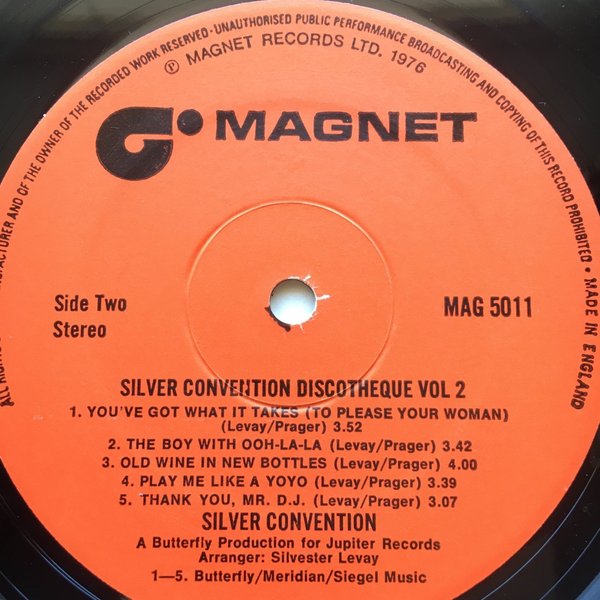 ALL RIGHTS
MANUFACTURER AND OF THE OWNER OF THE RECORDED WORK RESERVED • UNAUTHORISED PUBLIC PERFORMANCE BROADCASTING AND COPYING OF THIS RECORD PROHIBITED • MADE IN ENGLAND
℗ MAGNET RECORDS LTD. 1976
MAGNET
Side Two
Stereo
MAG 5011
SILVER CONVENTION DISCOTHEQUE VOL 2
1. YOU'VE GOT WHAT IT TAKES (TO PLEASE YOUR WOMAN)
(Levay/Prager) 3.52
2. THE BOY WITH OOH-LA-LA (Levay/Prager) 3.42
3. OLD WINE IN NEW BOTTLES (Levay/Prager) 4.00
4. PLAY ME LIKE A YOYO (Levay/Prager) 3.39
5. THANK YOU, MR. D.J. (Levay/Prager) 3.07
SILVER CONVENTION
A Butterfly Production for Jupiter Records
Arranger: Silvester Levay
1—5. Butterfly/Meridian/Siegel Music